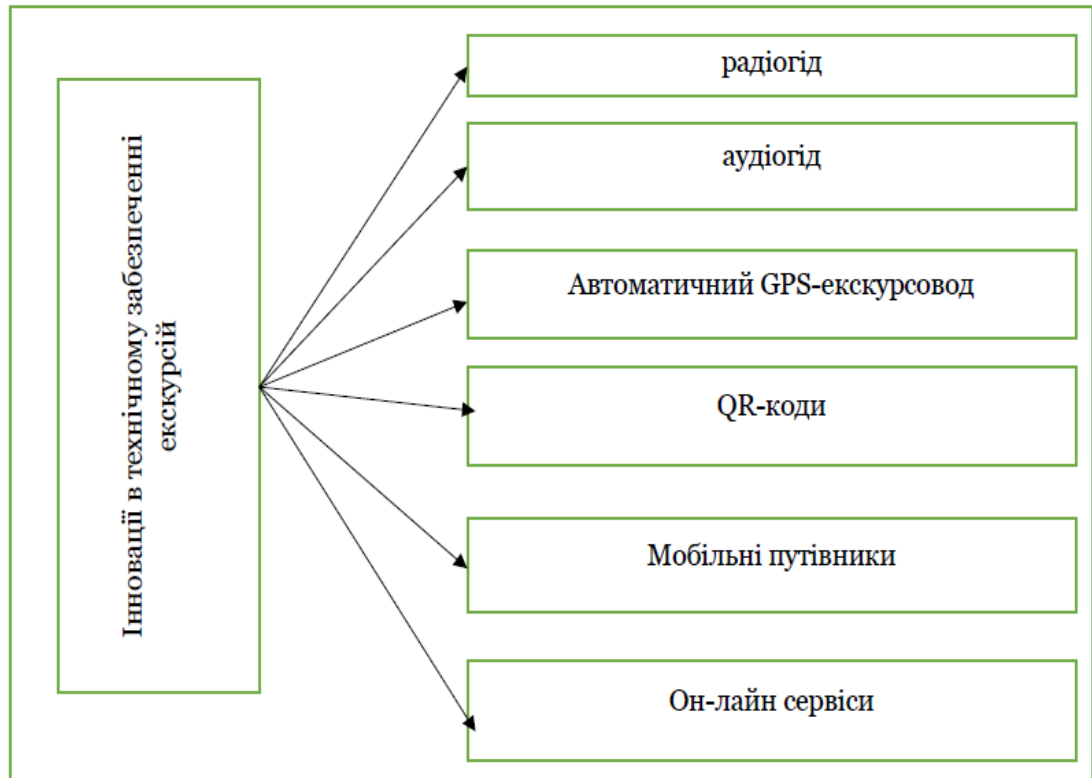 Інновації в технічному забезпеченні
екскурсій
радіогід
аудіогід
Автоматичний GPS-екскурсовод
QR-коди
Мобільні путівники
Он-лайн сервіси